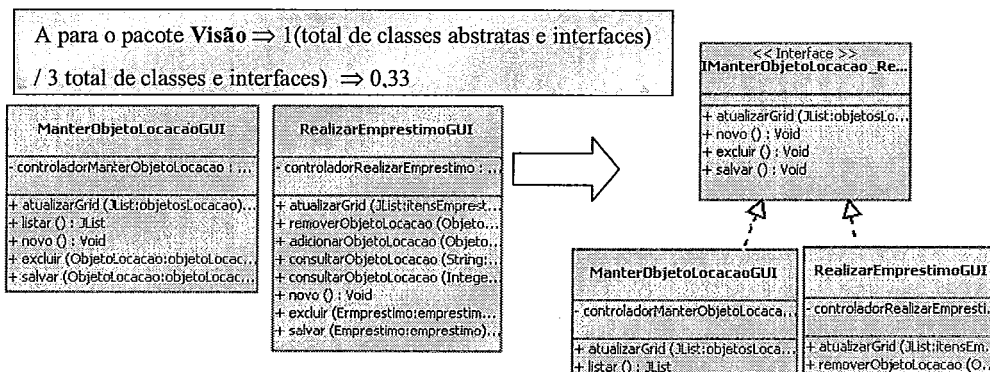 A para o pacote Visão ⇒ 1(total de classes abstratas e interfaces)
/ 3 total de classes e interfaces) ⇒ 0,33
ManterObjetoLocacaoGUI
- controladorManterObjetoLocacao : ...
+ atualizarGrid (JList:objetosLocacao)...
+ listar () : JList
+ novo () : Void
+ excluir (ObjetoLocacao:objetoLocac...
+ salvar (ObjetoLocacao:objetoLocac...
RealizarEmprestimoGUI
- controladorRealizarEmprestimo : ...
+ atualizarGrid (JList:itensEmprest...
+ removerObjetoLocacao (Objeto...
+ adicionarObjetoLocacao (Objeto...
+ consultarObjetoLocacao (String:...
+ consultarObjetoLocacao (Intege...
+ novo () : Void
+ excluir (Ermprestimo:emprestim...
+ salvar (Emprestimo:emprestimo)...
<< Interface >>
IManterObjetoLocacao_Re...
+ atualizarGrid (JList:objetosLo...
+ novo () : Void
+ excluir () : Void
+ salvar () : Void
ManterObjetoLocacaoGUI
- controladorManterObjetoLocaca...
+ atualizarGrid (JList:objetosLoca...
+ listar () : JList
RealizarEmprestimoGUI
- controladorRealizarEmpresti...
+ atualizarGrid (JList:itensEm...
+ removerObjetoLocacao (O...